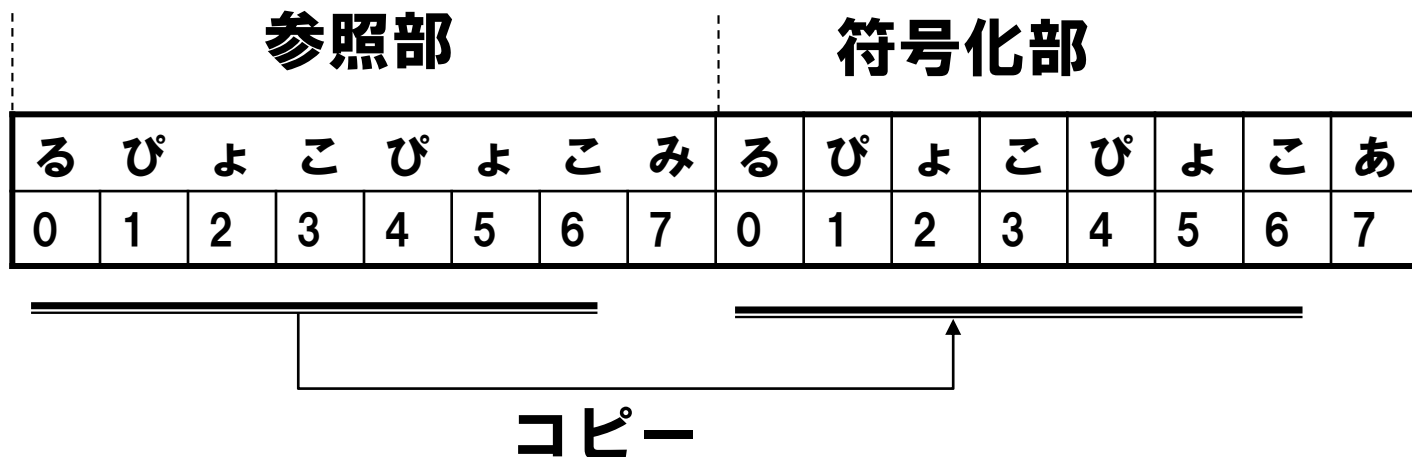 参照部 符号化部
る ぴ ょ こ ぴ ょ こ み る ぴ ょ こ ぴ ょ こ あ
0 1 2 3 4 5 6 7 0 1 2 3 4 5 6 7
コピー